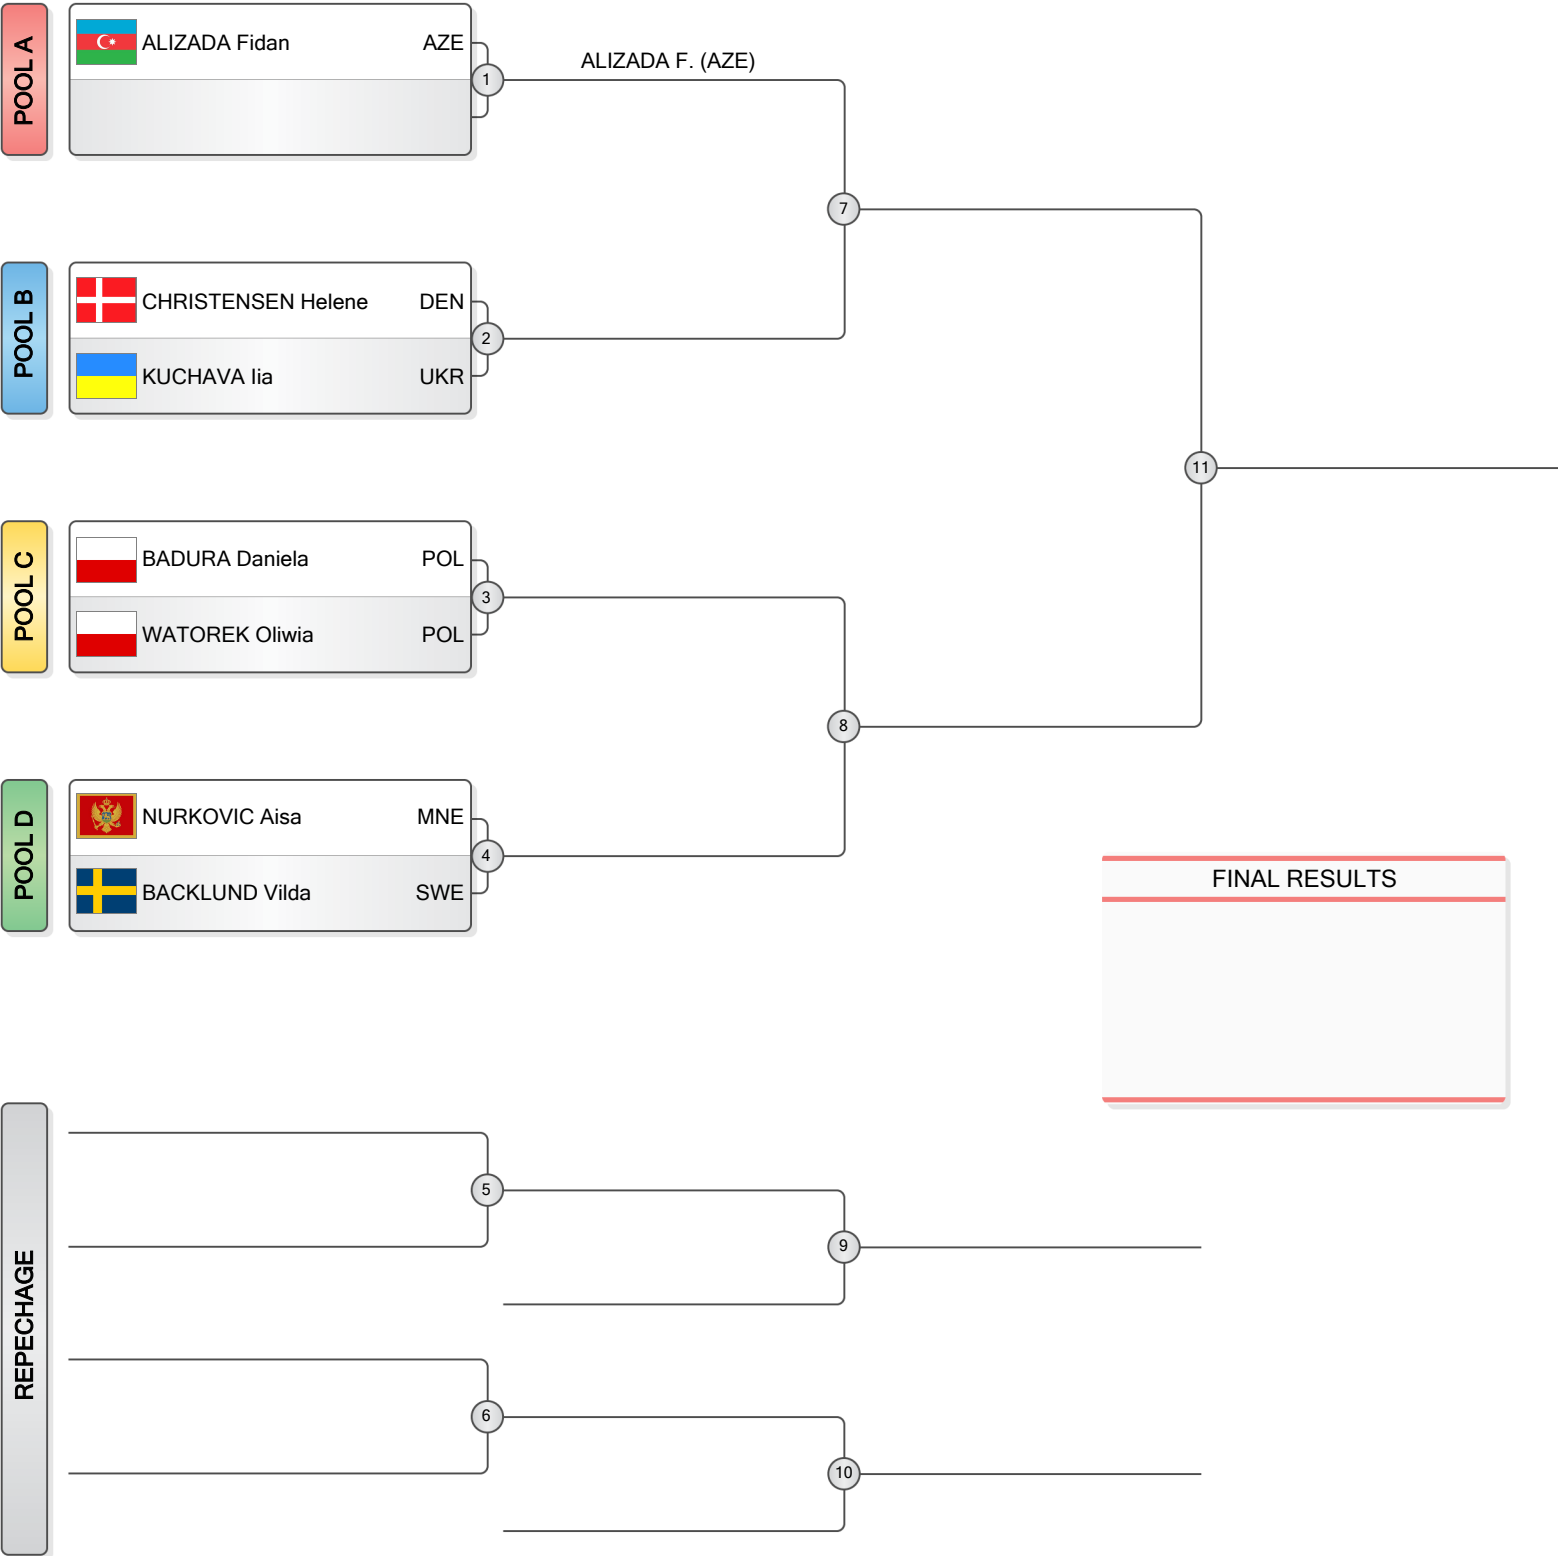 POOL A
ALIZADA Fidan AZE
1
ALIZADA F. (AZE)
7
POOL B
CHRISTENSEN Helene DEN
2
KUCHAVA Iia UKR
11
POOL C
BADURA Daniela POL
3
WATOREK Oliwia POL
8
POOL D
NURKOVIC Aisa MNE
4
BACKLUND Vilda SWE
FINAL RESULTS
REPECHAGE
5
9
6
10